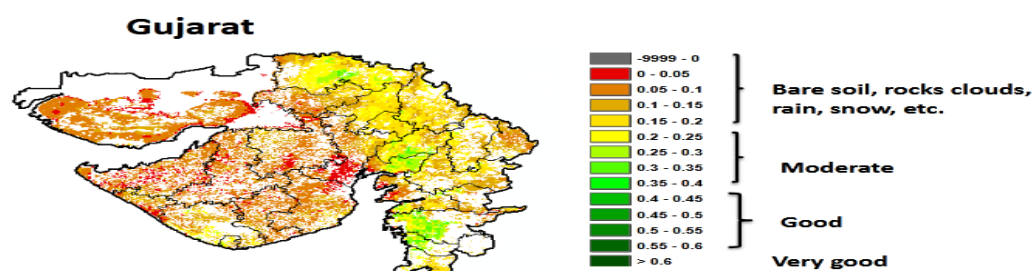 Gujarat
-9999 - 0
0 - 0.05
0.05 - 0.1
0.1 - 0.15
0.15 - 0.2
0.2 - 0.25
0.25 - 0.3
0.3 - 0.35
0.35 - 0.4
0.4 - 0.45
0.45 - 0.5
0.5 - 0.55
0.55 - 0.6
> 0.6
Bare soil, rocks clouds,
rain, snow, etc.
Moderate
Good
Very good